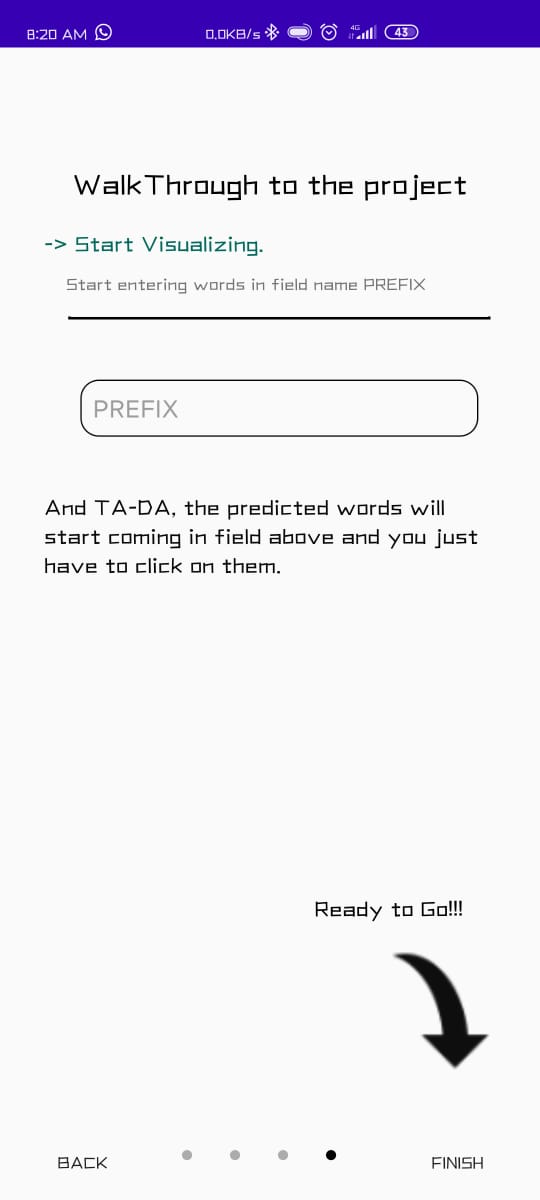 8:20 AM 0.0KB/s 4G 43
WalkThrough to the project
-> Start Visualizing.
Start entering words in field name PREFIX
PREFIX
And TA-DA, the predicted words will
start coming in field above and you just
have to click on them.
Ready to Go!!!
BACK FINISH